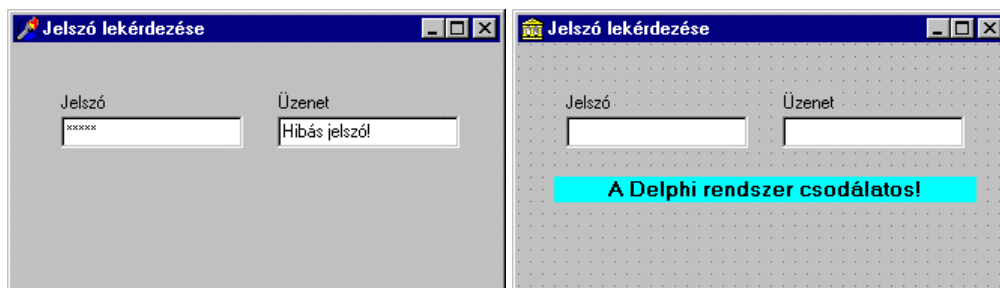 Jelszó lekérdezése
Jelszó Üzenet
***** Hibás jelszó!
Jelszó lekérdezése
Jelszó Üzenet
A Delphi rendszer csodálatos!